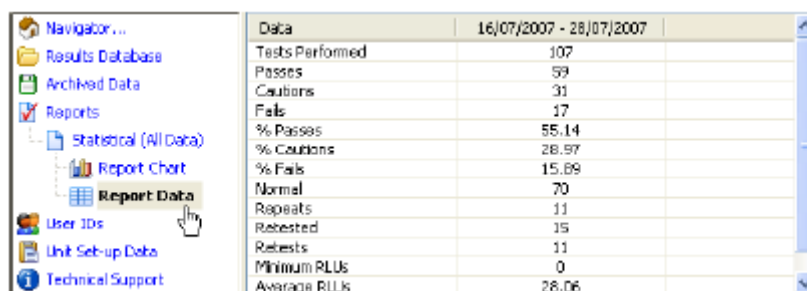 Navigator...
Results Database
Archived Data
Reports
Statistical (All Data)
Report Chart
Report Data
User IDs
Unit Set-up Data
Technical Support
Data 16/07/2007 - 28/07/2007
Tests Performed 107
Passes 59
Cautions 31
Fails 17
% Passes 55.14
% Cautions 28.97
% Fails 15.89
Normal 70
Repeats 11
Retested 15
Retests 11
Minimum RLUs 0
Average RLUs 28.06